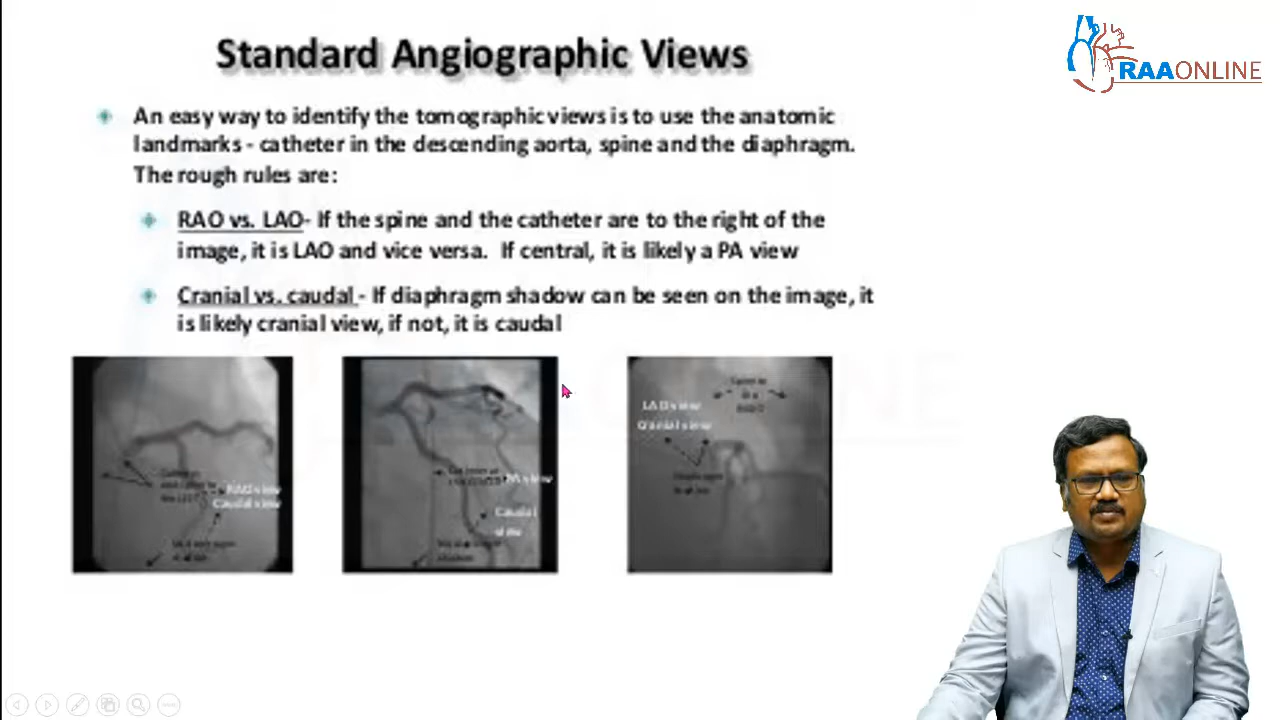 Standard Angiographic Views
RAAONLINE
An easy way to identify the tomographic views is to use the anatomic
landmarks - catheter in the descending aorta, spine and the diaphragm.
The rough rules are:
RAO vs. LAO- If the spine and the catheter are to the right of the
image, it is LAO and vice versa. If central, it is likely a PA view
Cranial vs. caudal - If diaphragm shadow can be seen on the image, it
is likely cranial view, if not, it is caudal
RAO view
Caudal view
PA view
Caudal
view
LAO view
Cranial view